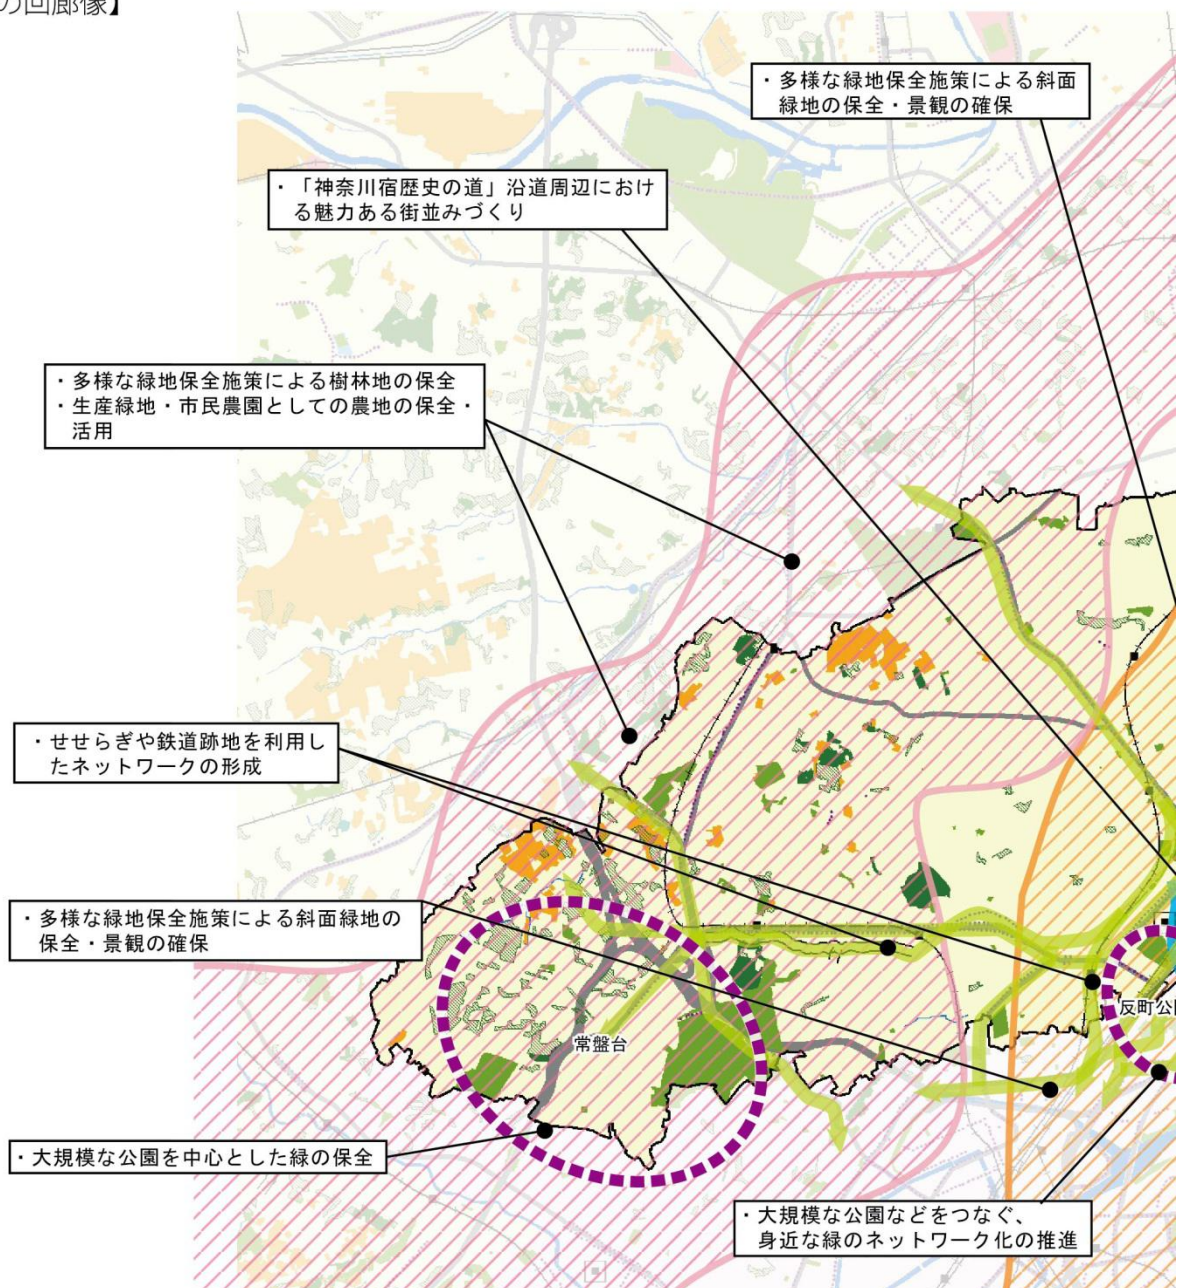 の回廊像】
・多様な緑地保全施策による斜面
緑地の保全・景観の確保
・「神奈川宿歴史の道」沿道周辺におけ
る魅力ある街並みづくり
・多様な緑地保全施策による樹林地の保全
・生産緑地・市民農園としての農地の保全・
活用
・せせらぎや鉄道跡地を利用し
たネットワークの形成
・多様な緑地保全施策による斜面緑地の
保全・景観の確保
反町公
常盤台
・大規模な公園を中心とした緑の保全
・大規模な公園などをつなぐ、
身近な緑のネットワーク化の推進